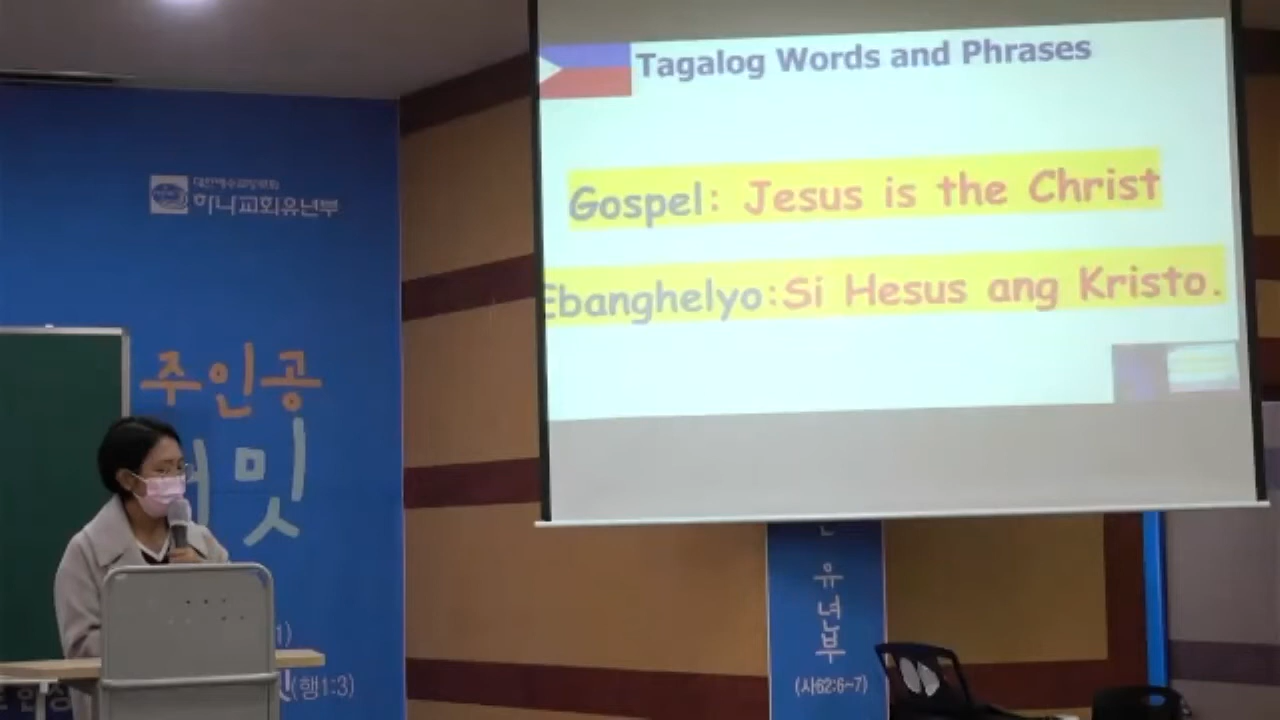 Tagalog Words and Phrases
Gospel: Jesus is the Christ
Ebanghelyo:Si Hesus ang Kristo.
대한예수교장로회
하나교회유년부
주인공
밋
(행1:3)
유년부
(사62:6~7)